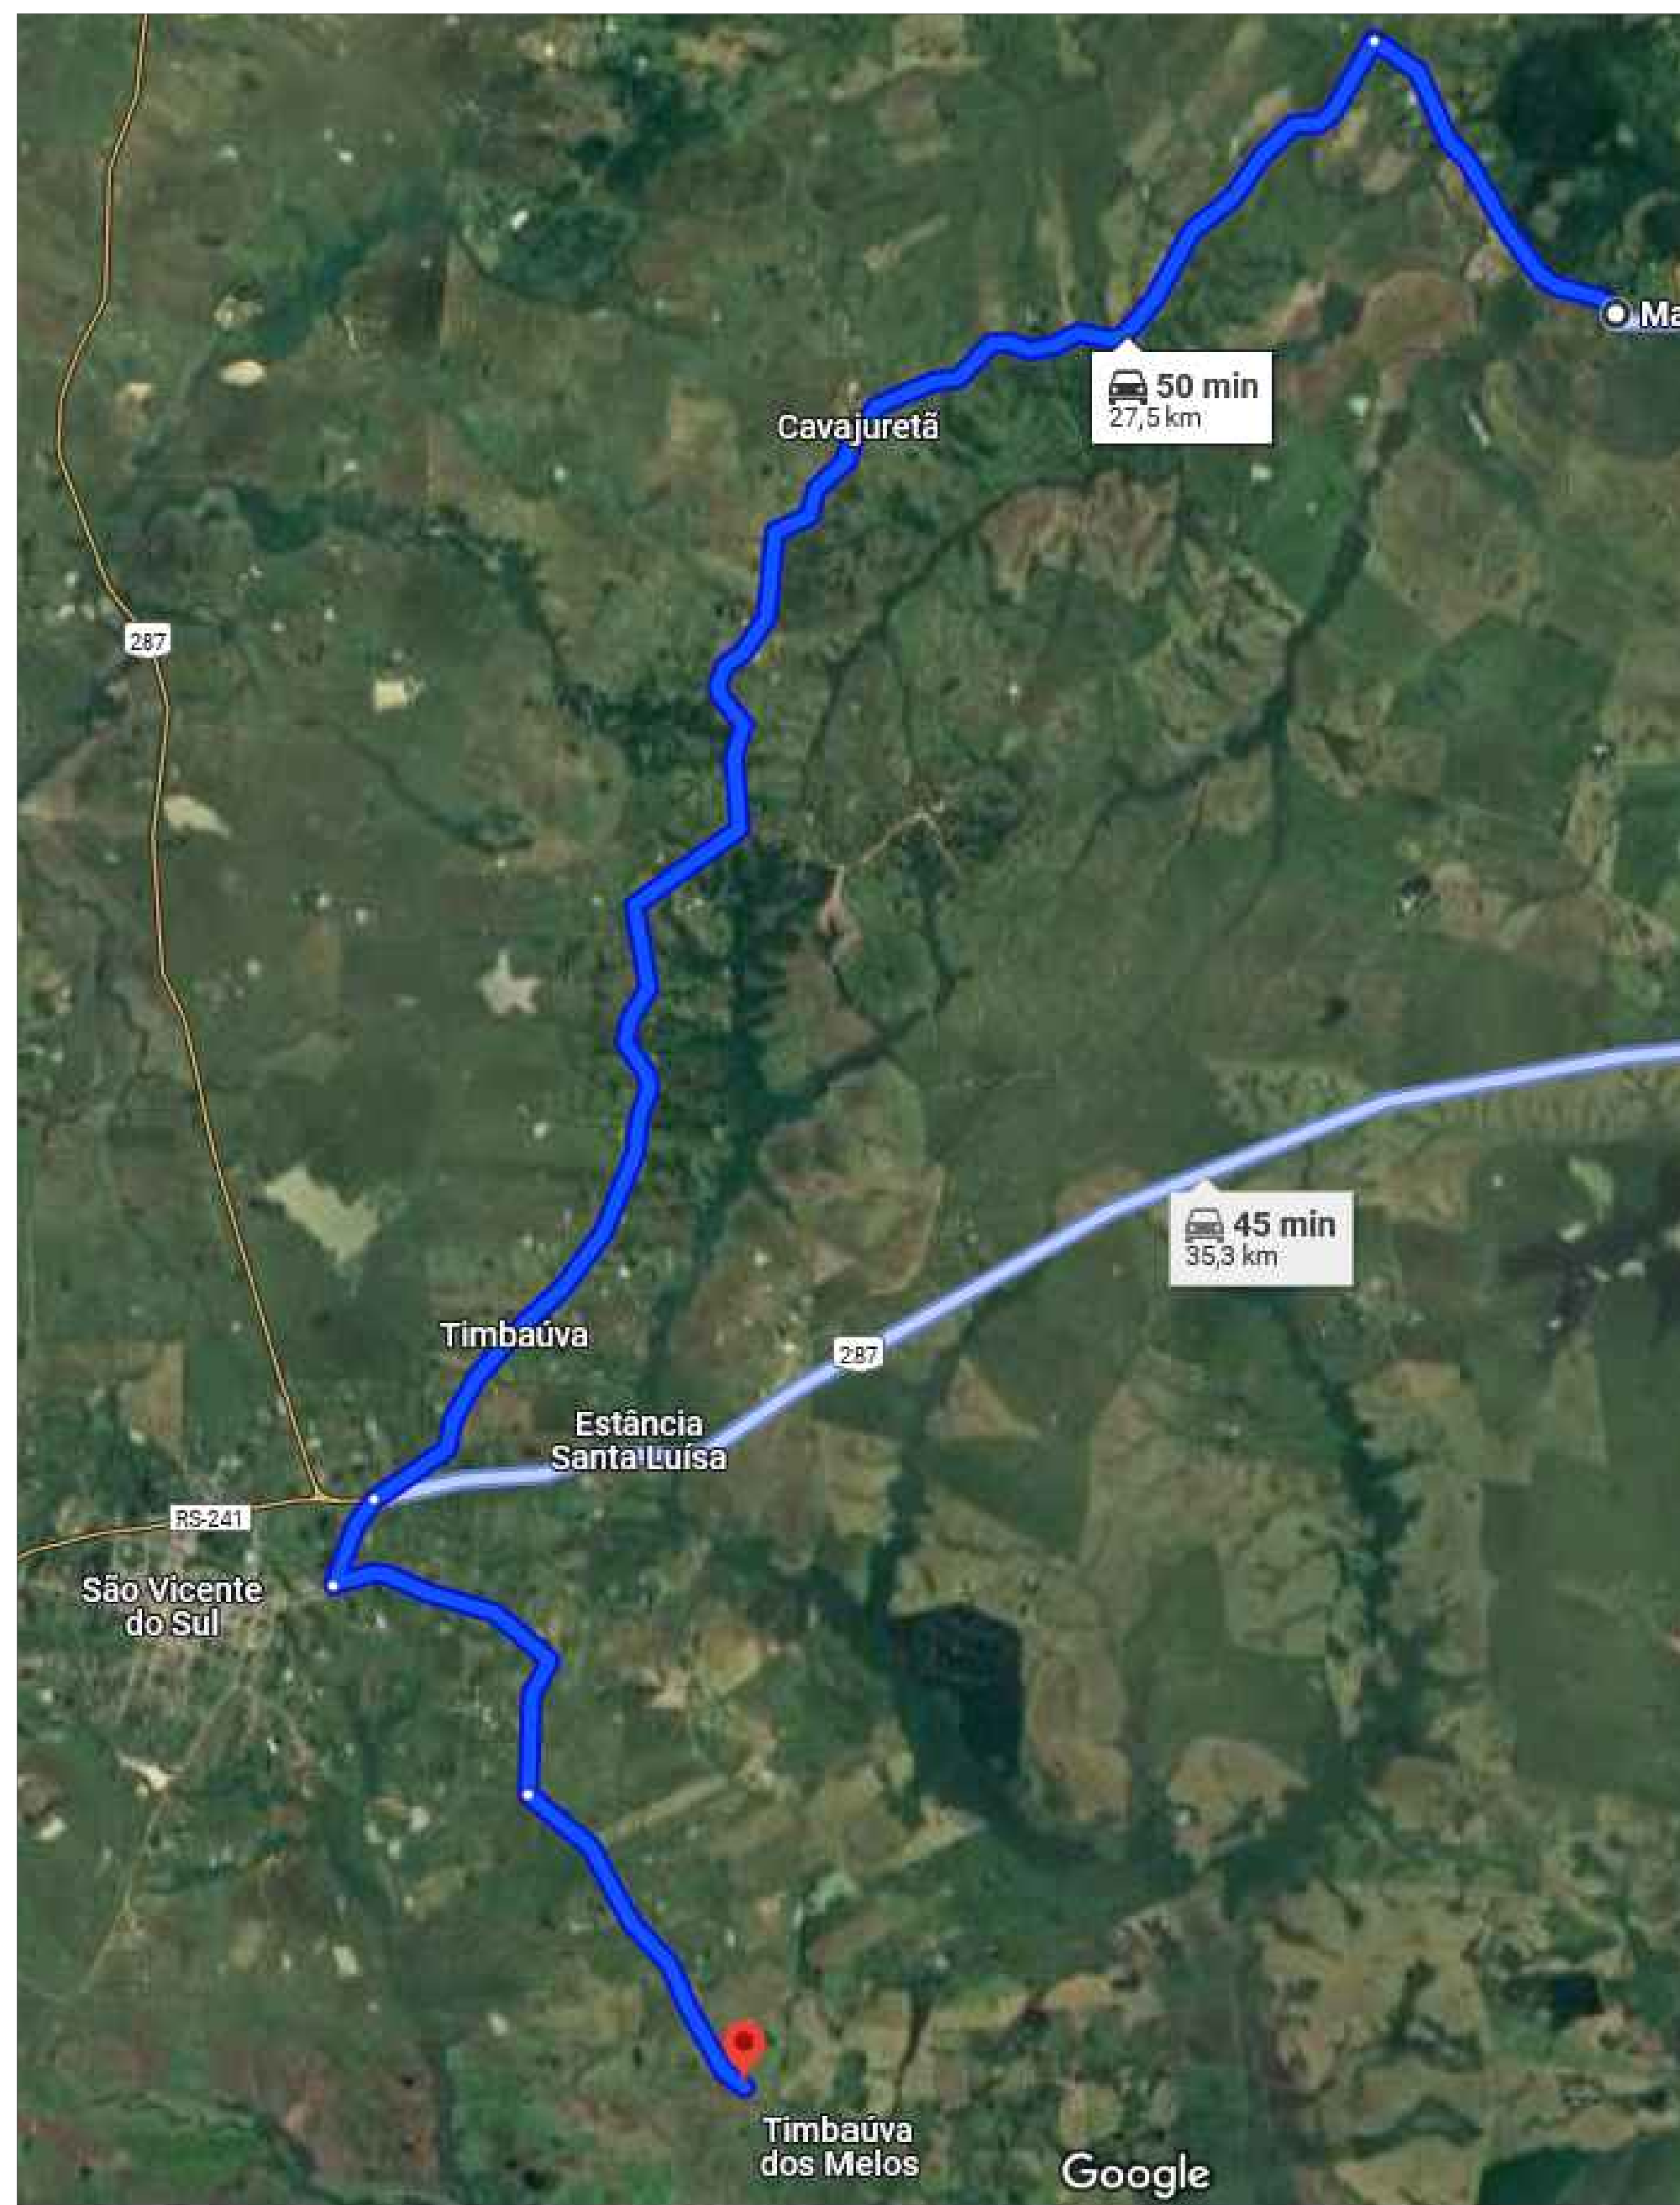 Ma
50 min
27,5 km
Cavajuretã
287
45 min
35,3 km
Timbaúva
287
Estância
Santa Luísa
RS-241
São Vicente
do Sul
Timbaúva
dos Melos
Google